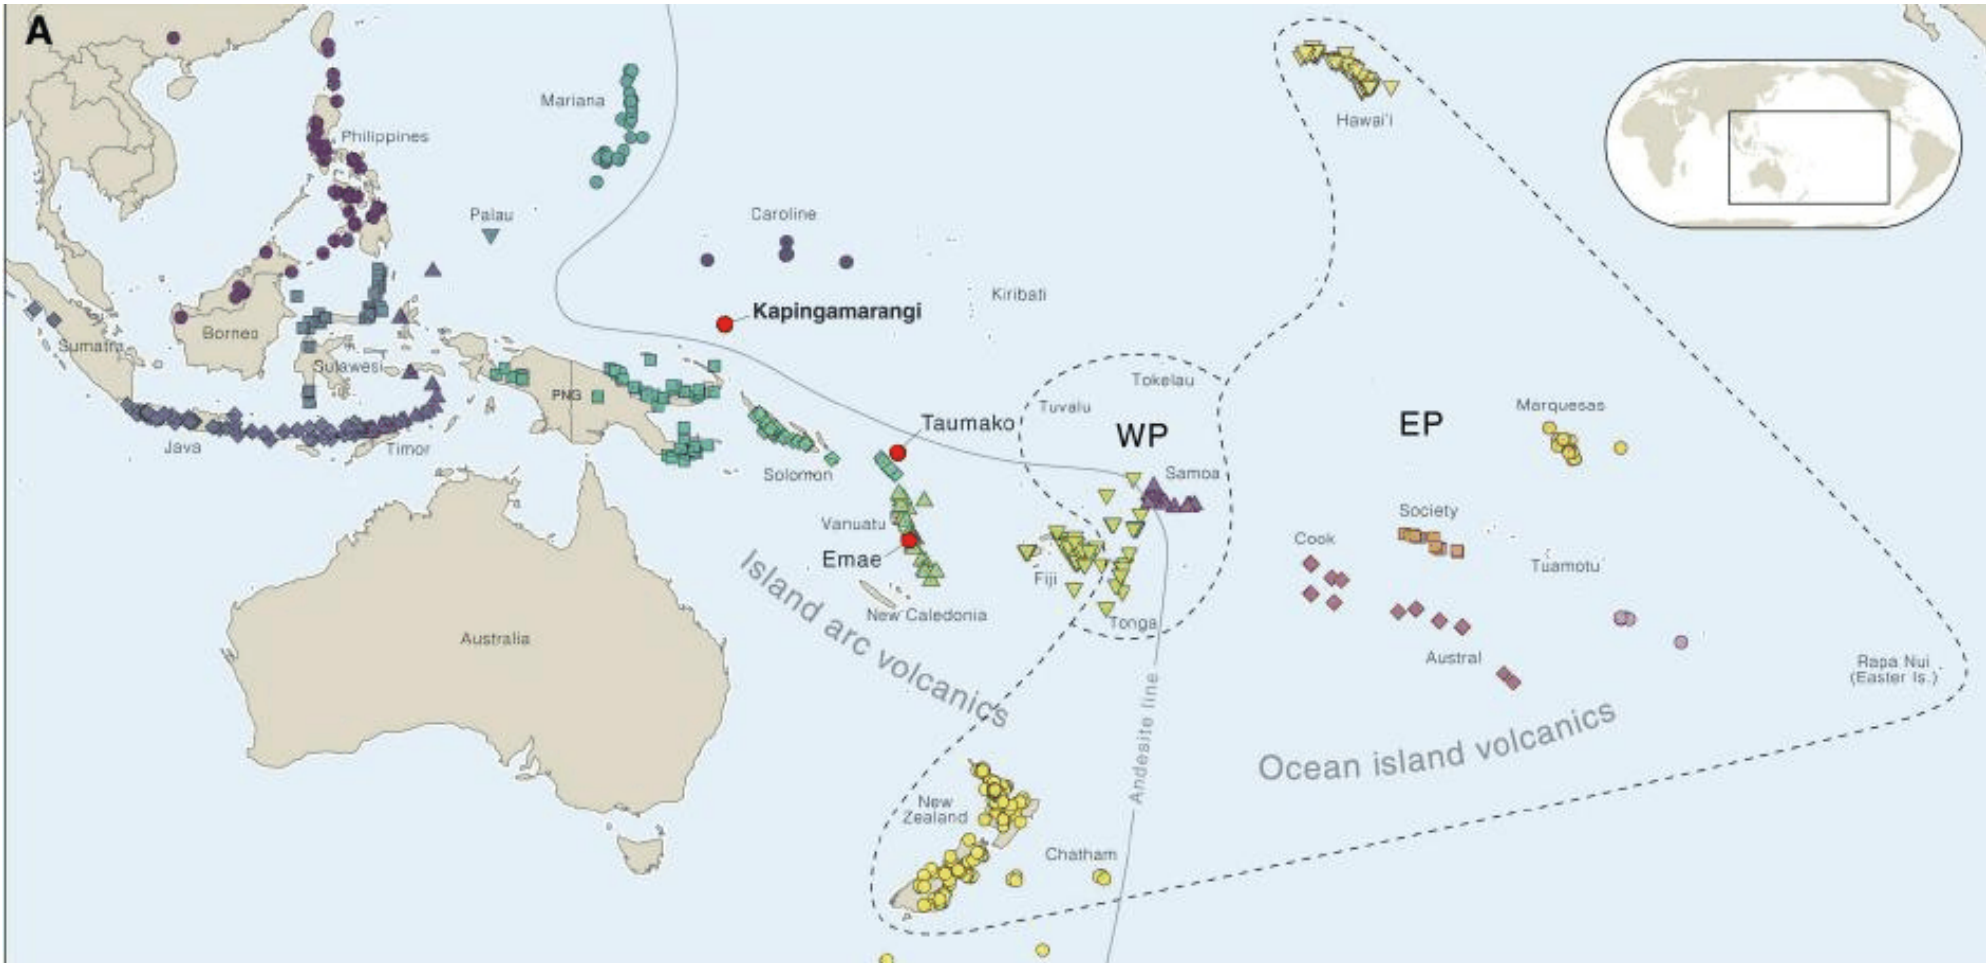 A
Mariana
Philippines
Palau
Caroline
Hawai'i
Kiribati
Kapingamarangi
Borneo
Sumatra
Sulawesi
PNG
Java
Timor
Solomon
Taumako
Tokelau
Tuvalu
WP
EP
Samoa
Marquesas
Society
Vanuatu
Emae
Fiji
Cook
Tuamotu
New Caledonia
Tonga
Australia
Austral
Rapa Nui
(Easter Is.)
Island arc volcanics
Andesite line
Ocean island volcanics
New
Zealand
Chatham